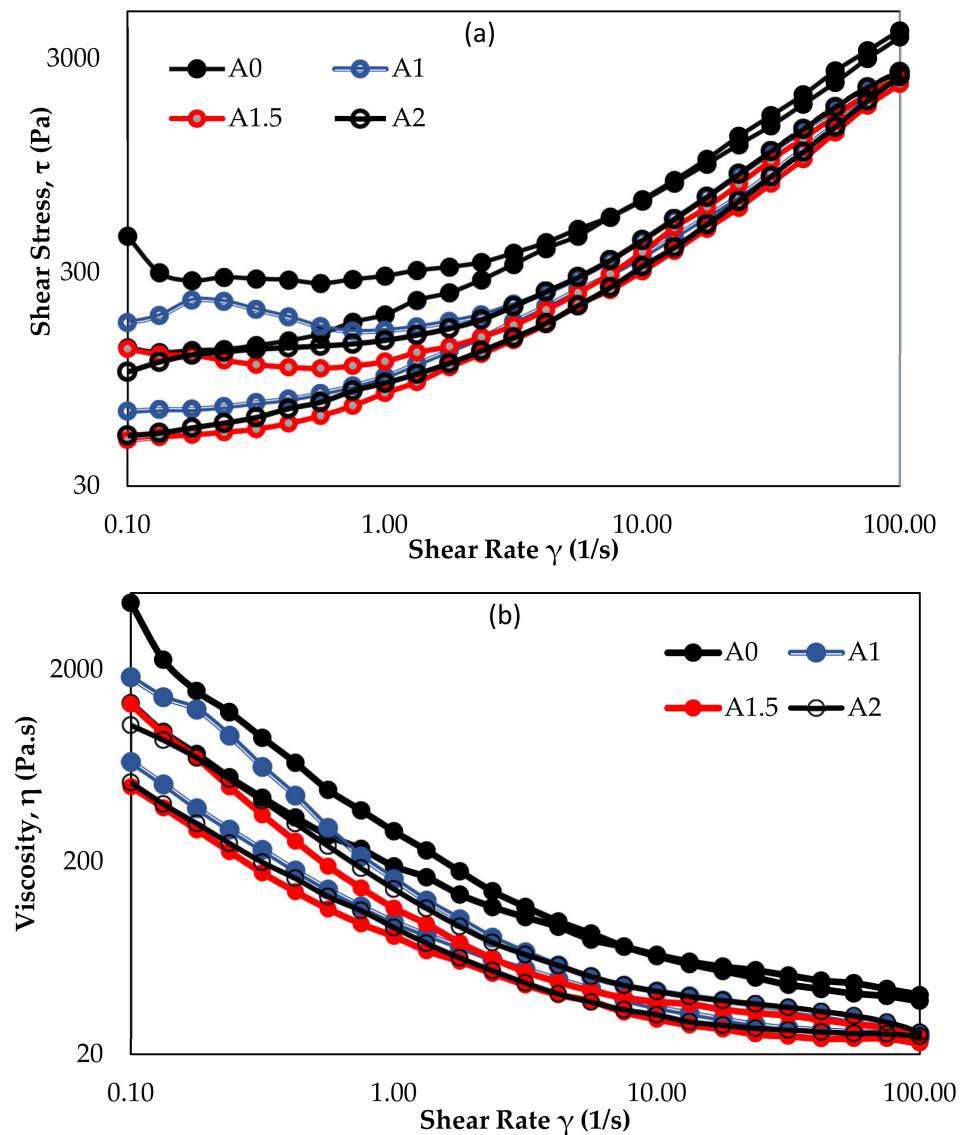 (a)
3000
A0 A1
A1.5 A2
Shear Stress, τ (Pa)
300
30
0.10 1.00 10.00 100.00
Shear Rate γ (1/s)
(b)
2000
A0 A1
A1.5 A2
Viscosity, η (Pa.s)
200
20
0.10 1.00 10.00 100.00
Shear Rate γ (1/s)